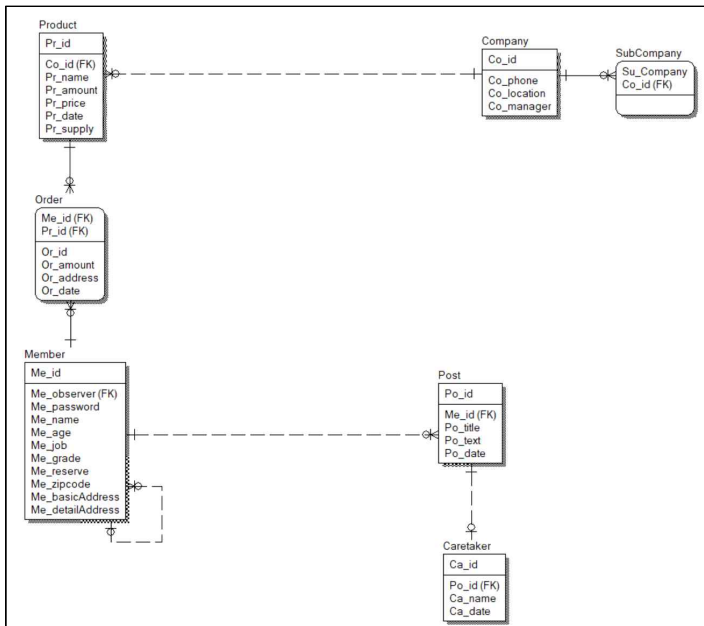 Product
Pr_id
Co_id (FK)
Pr_name
Pr_amount
Pr_price
Pr_date
Pr_supply
Company
Co_id
Co_phone
Co_location
Co_manager
SubCompany
Su_Company
Co_id (FK)
Order
Me_id (FK)
Pr_id (FK)
Or_id
Or_amount
Or_address
Or_date
Member
Me_id
Me_observer (FK)
Me_password
Me_name
Me_age
Me_job
Me_grade
Me_reserve
Me_zipcode
Me_basicAddress
Me_detailAddress
Post
Po_id
Me_id (FK)
Po_title
Po_text
Po_date
Caretaker
Ca_id
Po_id (FK)
Ca_name
Ca_date